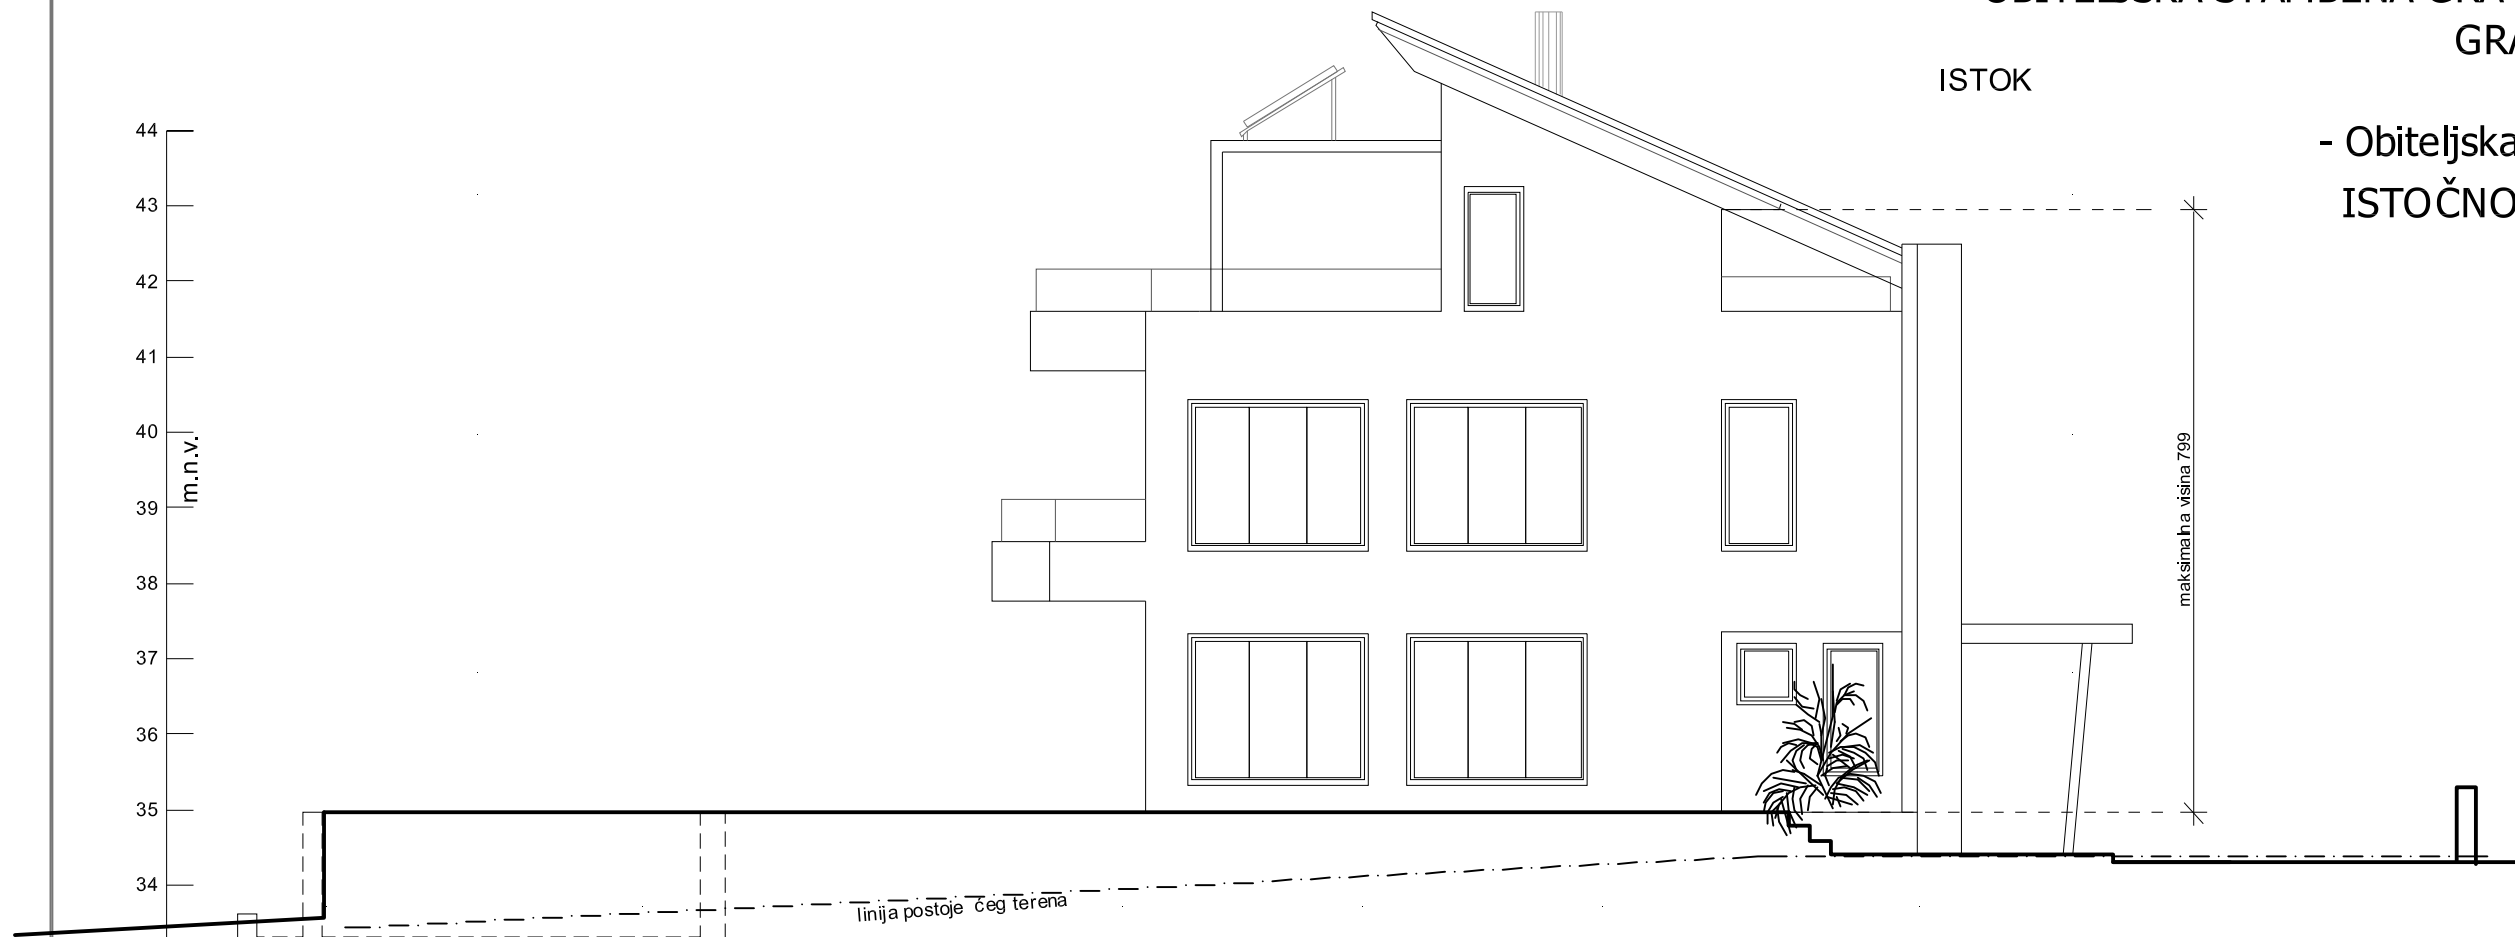 GRA
ISTOK
- Obiteljska
ISTOČNO
44
43
42
41
40
39
38
37
36
35
34
m.n.v.
maksimalna visina 799
linija postoje ćeg terena